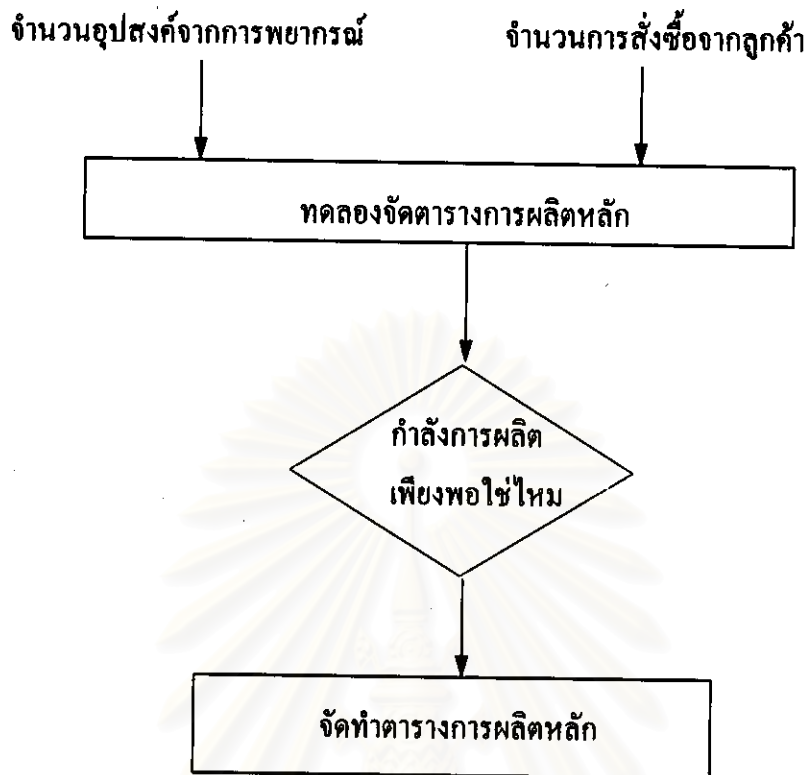 จำนวนอุปสงค์จากการพยากรณ์
จำนวนการสั่งซื้อจากลูกค้า
ทดลองจัดตารางการผลิตหลัก
กำลังการผลิต
เพียงพอใช่ไหม
จัดทำตารางการผลิตหลัก